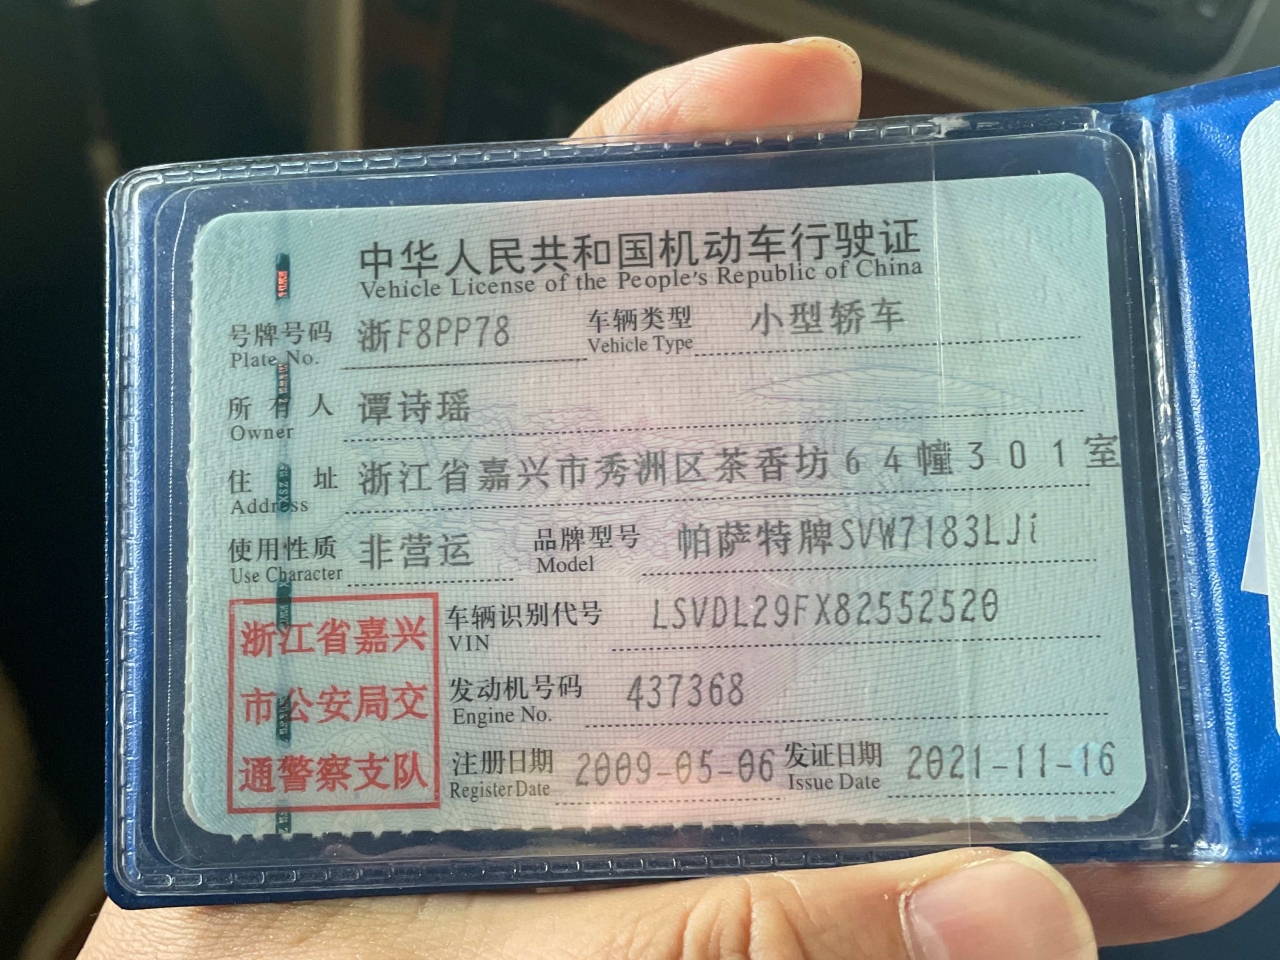 中华人民共和国机动车行驶证
Vehicle License of the People's Republic of China
号牌号码 浙F8PP78 车辆类型 小型轿车
Plate No. Vehicle Type
所有人 谭诗瑶
Owner
住址 浙江省嘉兴市秀洲区茶香坊64幢301室
Address
使用性质 非营运 品牌型号 帕萨特牌SVW7183LJi
Use Character Model
浙江省嘉兴
市公安局交
通警察支队
车辆识别代号 LSVDL29FX82552520
VIN
发动机号码 437368
Engine No.
注册日期 2009-05-06 发证日期 2021-11-16
Register Date Issue Date